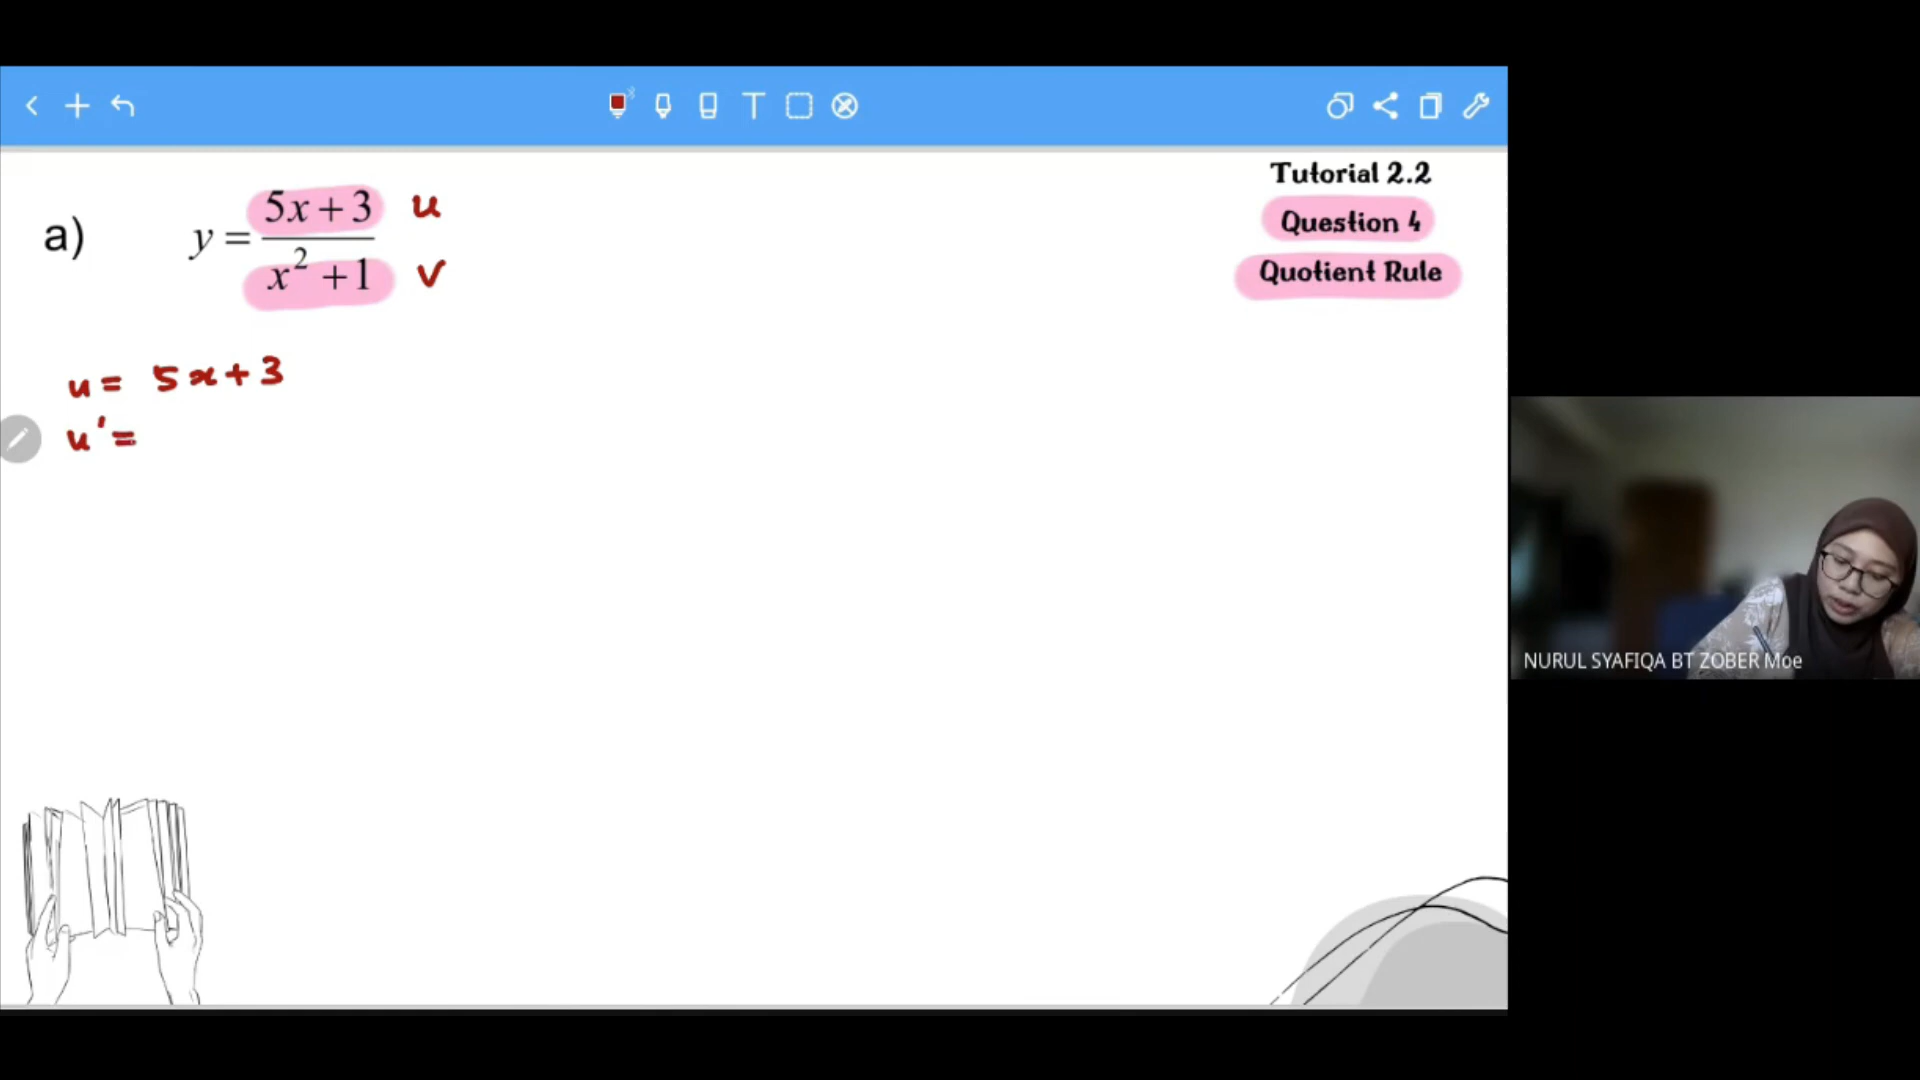 Tutorial 2.2
Question 4
Quotient Rule
a) y = 5x + 3 / x² + 1
u
v
u = 5x + 3
u' =
NURUL SYAFIQA BT ZOBER Moe